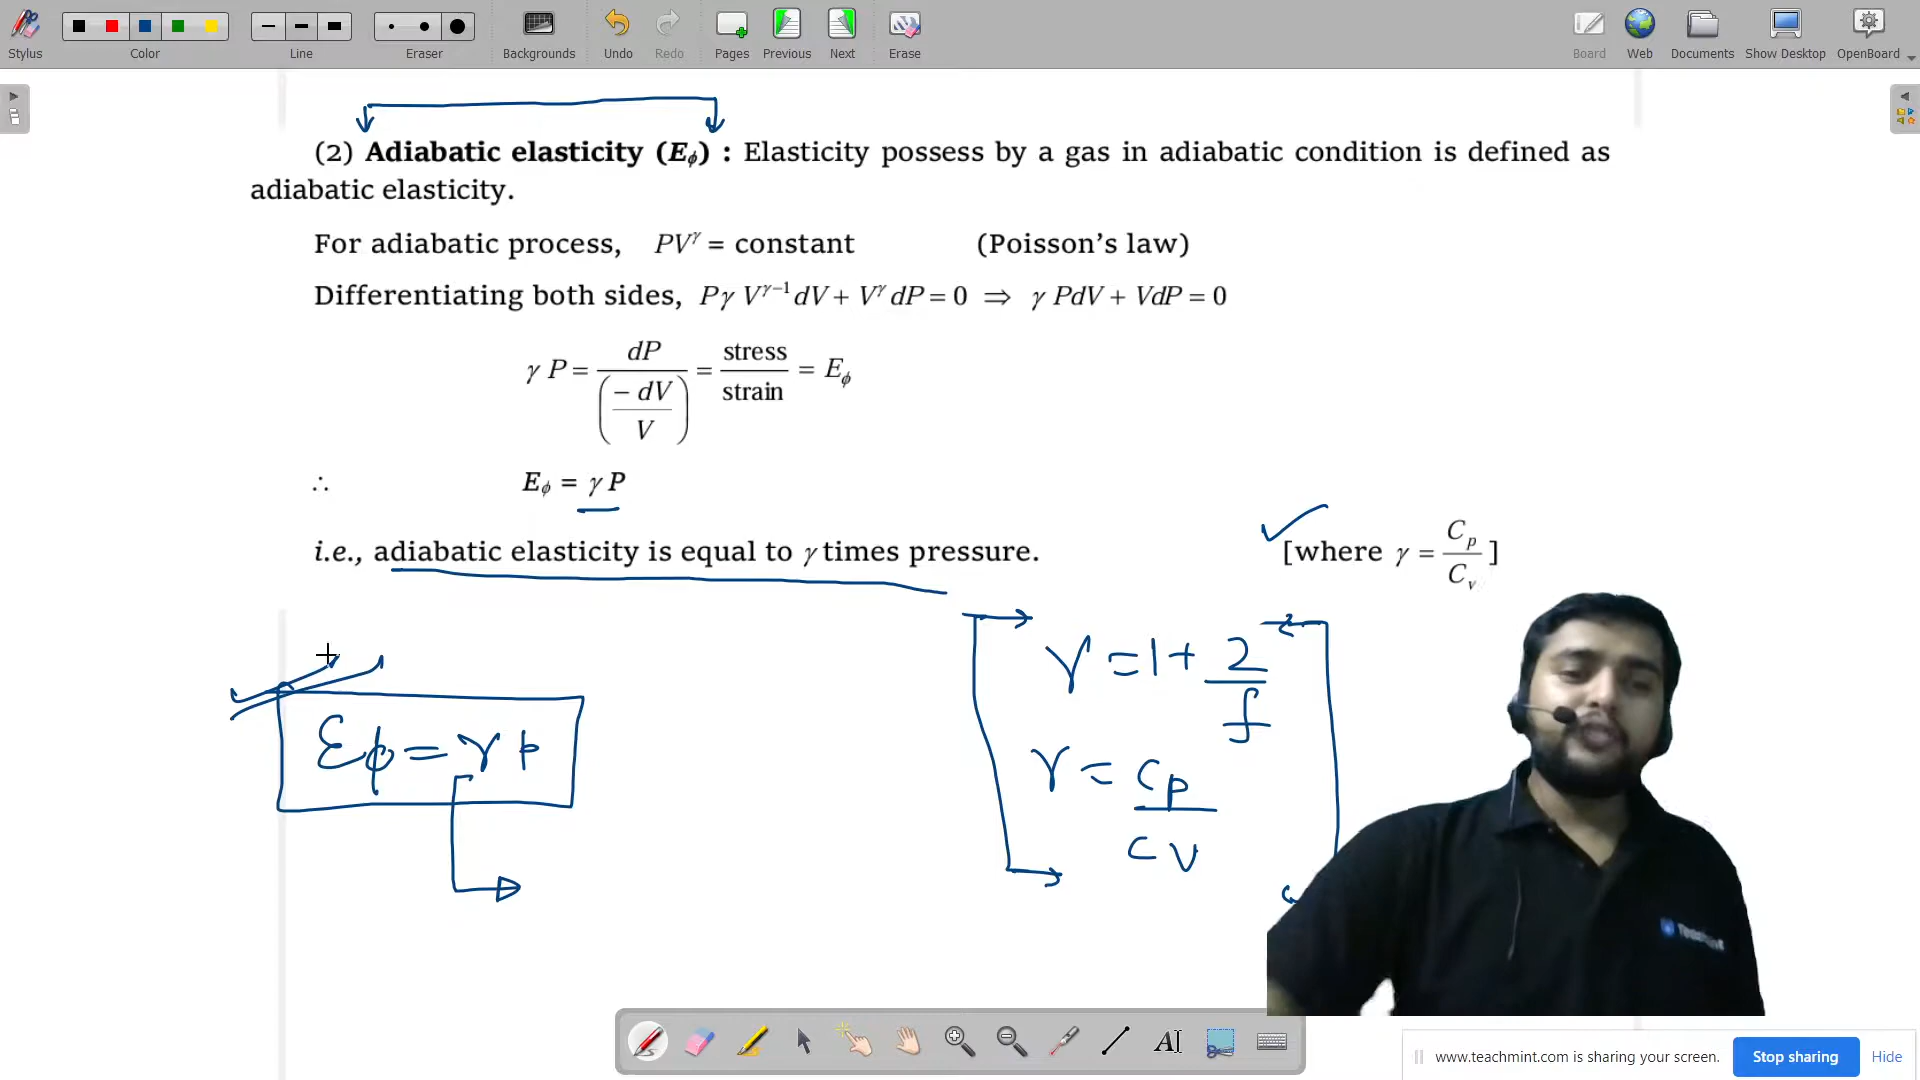 Stylus
Color
Line
Eraser
Backgrounds
Undo
Redo
Pages
Previous
Next
Erase
Board
Web
Documents
Show Desktop
OpenBoard
(2) Adiabatic elasticity (Eϕ) : Elasticity possess by a gas in adiabatic condition is defined as
adiabatic elasticity.
For adiabatic process, PV^γ = constant (Poisson’s law)
Differentiating both sides, Pγ V^γ−1 dV + V^γ dP = 0 ⇒ γ PdV + VdP = 0
γ P = dP / (− dV / V) = stress / strain = Eϕ
∴ Eϕ = γ P
i.e., adiabatic elasticity is equal to γ times pressure. [where γ = Cp / Cv ]
γ = 1 + 2 / f
Eϕ = γ P
γ = Cp / Cv
Teachmint
www.teachmint.com is sharing your screen.
Stop sharing
Hide